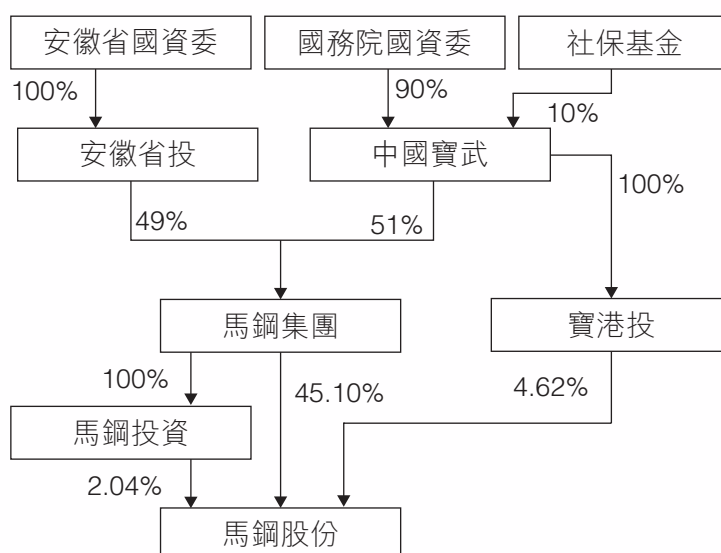 安徽省國資委
國務院國資委
社保基金
100%
90%
10%
安徽省投
中國寶武
100%
49%
51%
馬鋼集團
寶港投
100%
45.10%
4.62%
馬鋼投資
2.04%
馬鋼股份